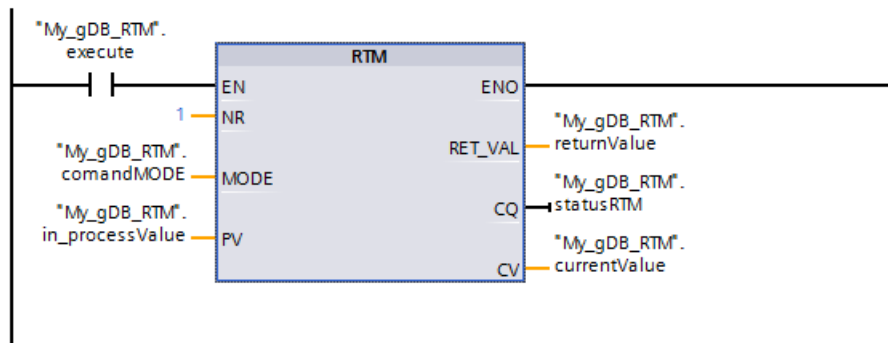 "My_gDB_RTM".
execute
RTM
EN
ENO
1
NR
"My_gDB_RTM".
comandMODE
MODE
"My_gDB_RTM".
in_processValue
PV
RET_VAL
"My_gDB_RTM".
returnValue
CQ
"My_gDB_RTM".
statusRTM
CV
"My_gDB_RTM".
currentValue